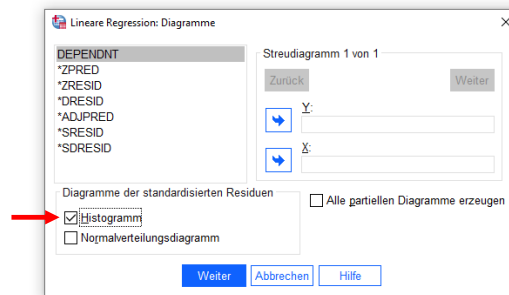 Lineare Regression: Diagramme
DEPENDNT
*ZPRED
*ZRESID
*DRESID
*ADJPRED
*SRESID
*SDRESID
Streudiagramm 1 von 1
Zurück Weiter
Y:
X:
Diagramme der standardisierten Residuen
Histogramm
Normalverteilungsdiagramm
Alle partiellen Diagramme erzeugen
Weiter Abbrechen Hilfe